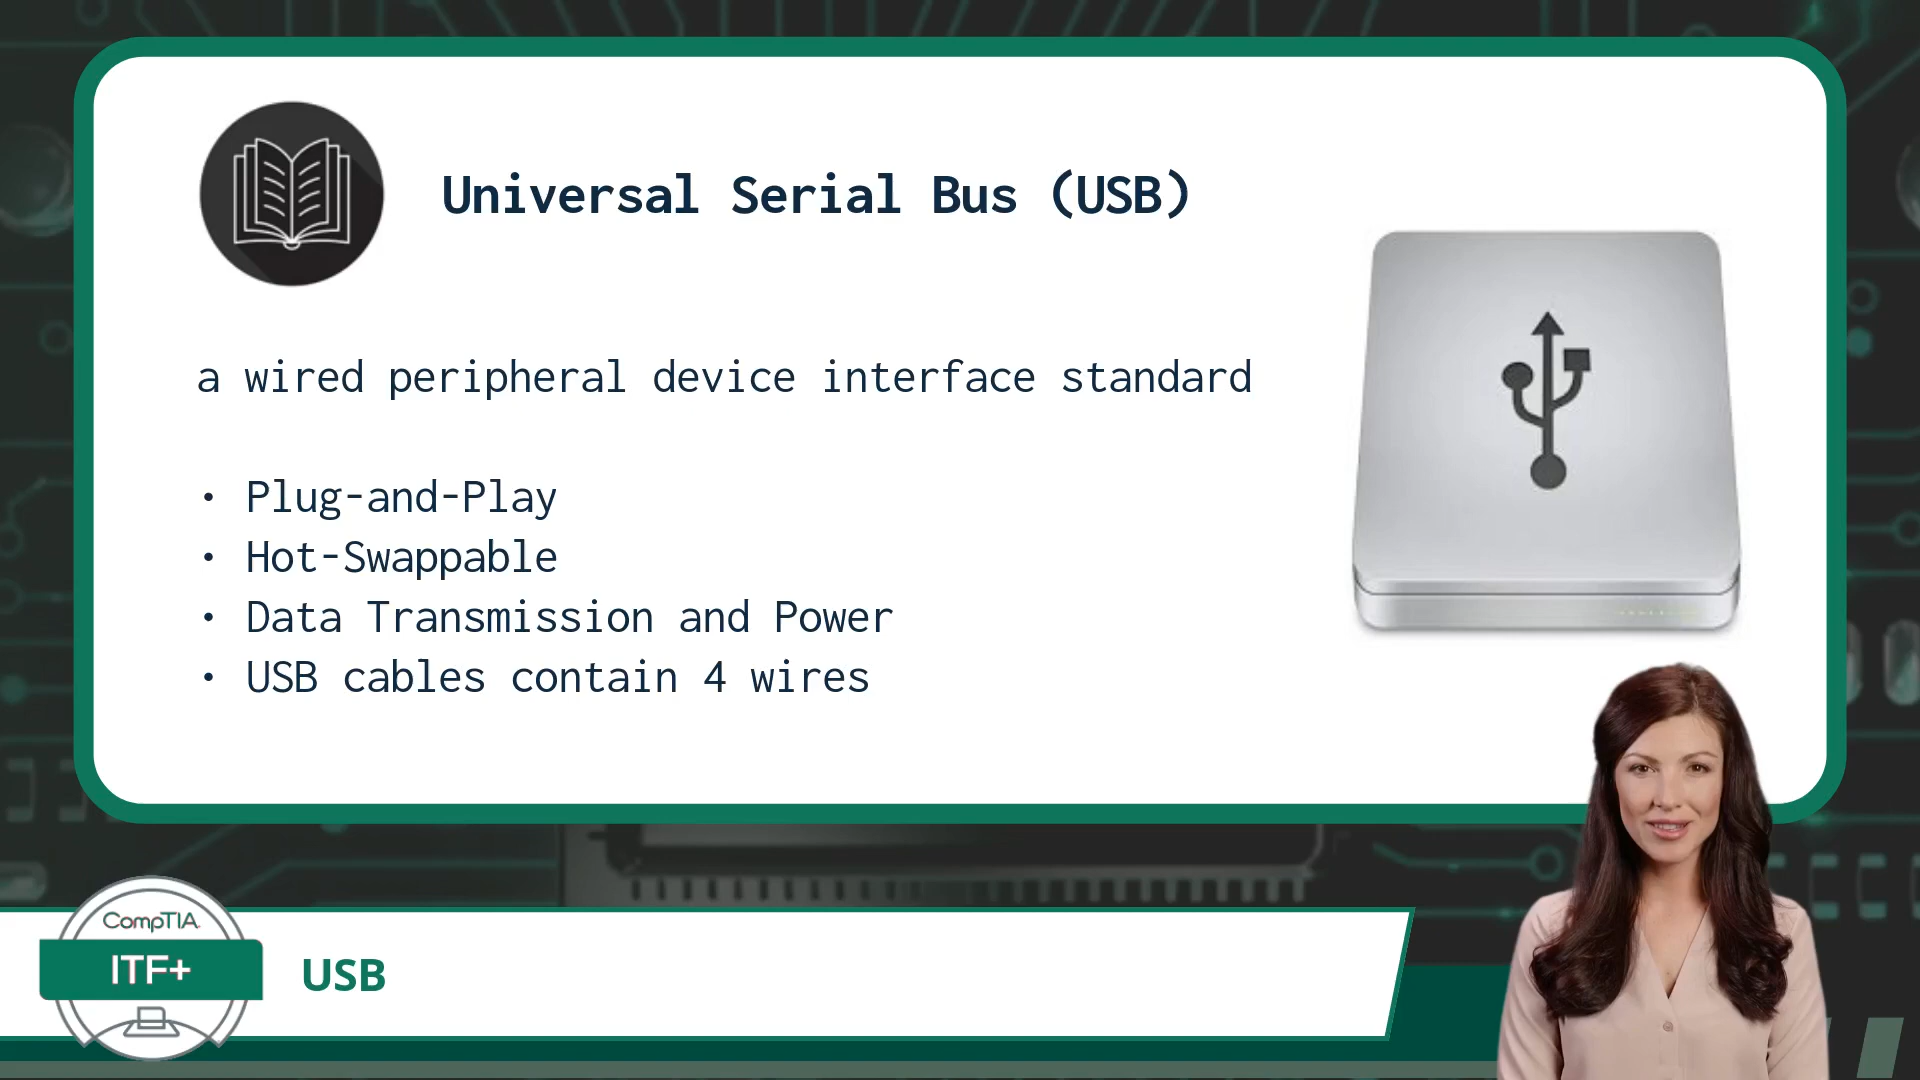 Universal Serial Bus (USB)
a wired peripheral device interface standard
• Plug-and-Play
• Hot-Swappable
• Data Transmission and Power
• USB cables contain 4 wires
CompTIA.
ITF+
USB